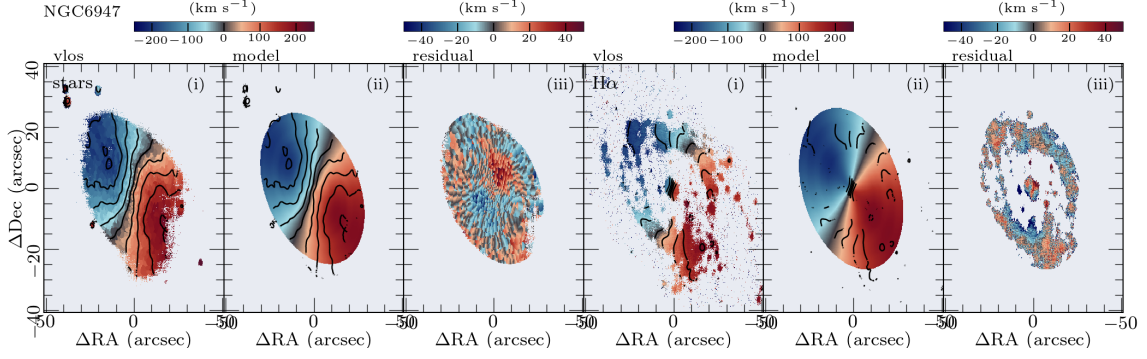 NGC6947
(km s⁻¹) (km s⁻¹) (km s⁻¹) (km s⁻¹)
−200 −100 0 100 200 −40 −20 0 20 40 −200 −100 0 100 200 −40 −20 0 20 40
vlos model residual vlos model residual
stars (i) (ii) (iii) Hα (i) (ii) (iii)
40
20
0
−20
−40
ΔDec (arcsec)
50 0 −50 0 −50 0 −50 0 −50 0 −50 0 −50
ΔRA (arcsec) ΔRA (arcsec) ΔRA (arcsec) ΔRA (arcsec) ΔRA (arcsec) ΔRA (arcsec)